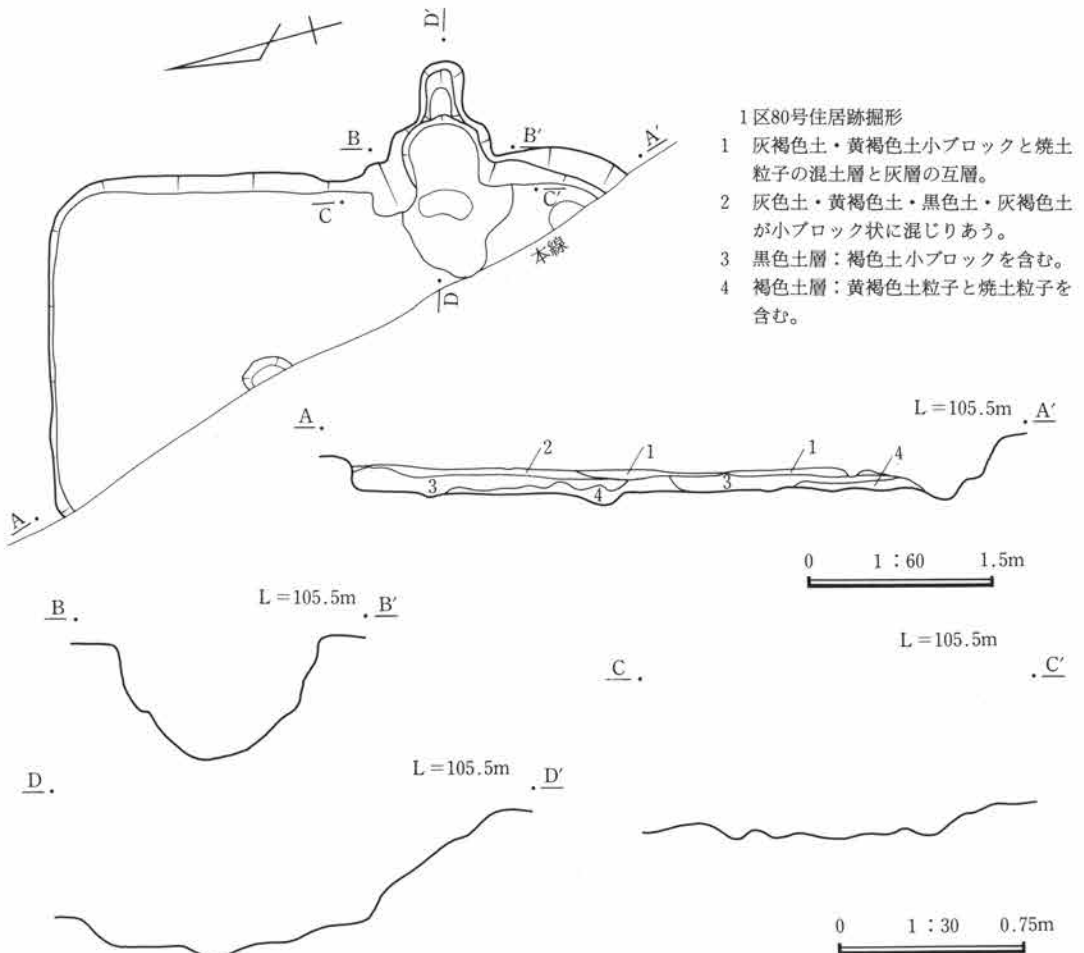 D′
B
B′
A′
C
C′
本線
D
A
1区80号住居跡掘形
1 灰褐色土・黄褐色土小ブロックと焼土
粒子の混土層と灰層の互層。
2 灰色土・黄褐色土・黒色土・灰褐色土
が小ブロック状に混じりあう。
3 黒色土層：褐色土小ブロックを含む。
4 褐色土層：黄褐色土粒子と焼土粒子を
含む。
A
L＝105.5m
A′
2
1
1
4
3
4
3
0 1：60 1.5m
B
L＝105.5m
B′
C
L＝105.5m
C′
D
L＝105.5m
D′
0 1：30 0.75m